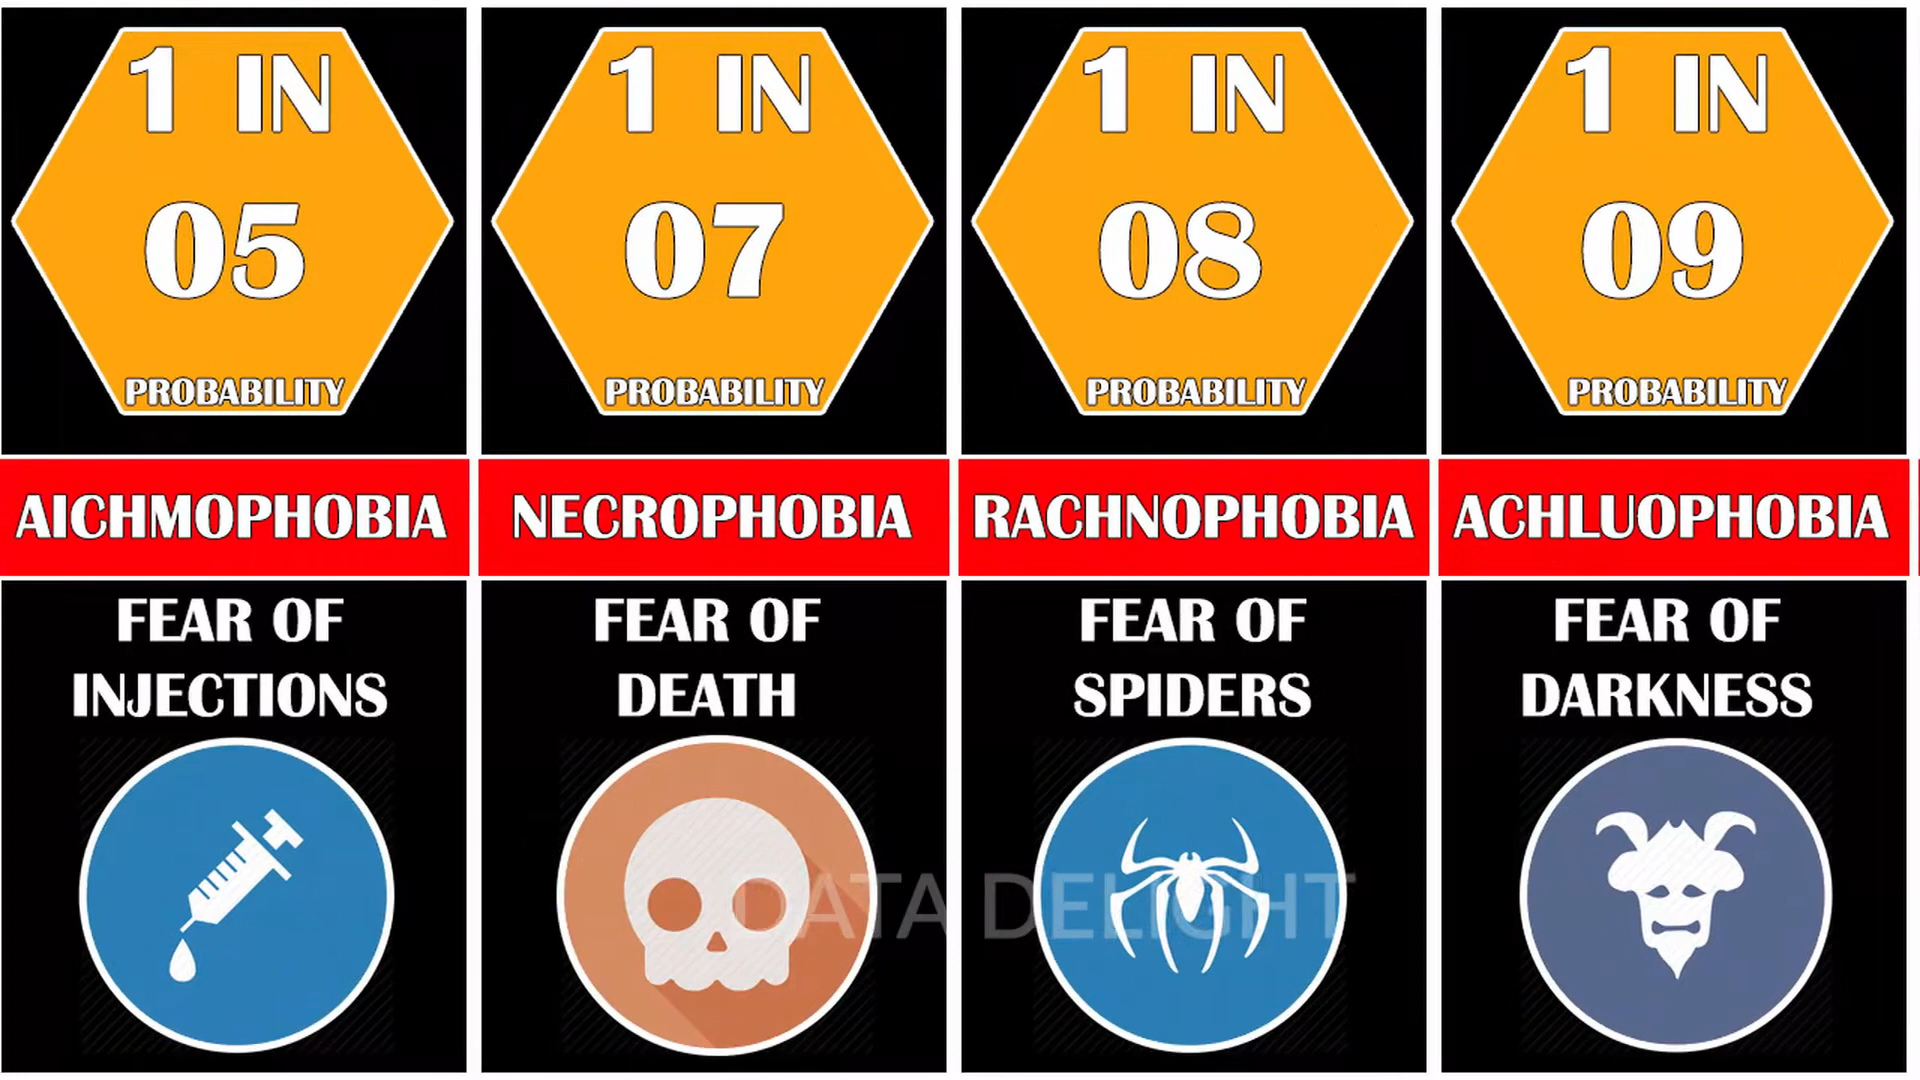 1 IN
05
PROBABILITY
AICHMOPHOBIA
FEAR OF
INJECTIONS
1 IN
07
PROBABILITY
NECROPHOBIA
FEAR OF
DEATH
1 IN
08
PROBABILITY
RACHNOPHOBIA
FEAR OF
SPIDERS
1 IN
09
PROBABILITY
ACHLUOPHOBIA
FEAR OF
DARKNESS
DATA DELIGHT